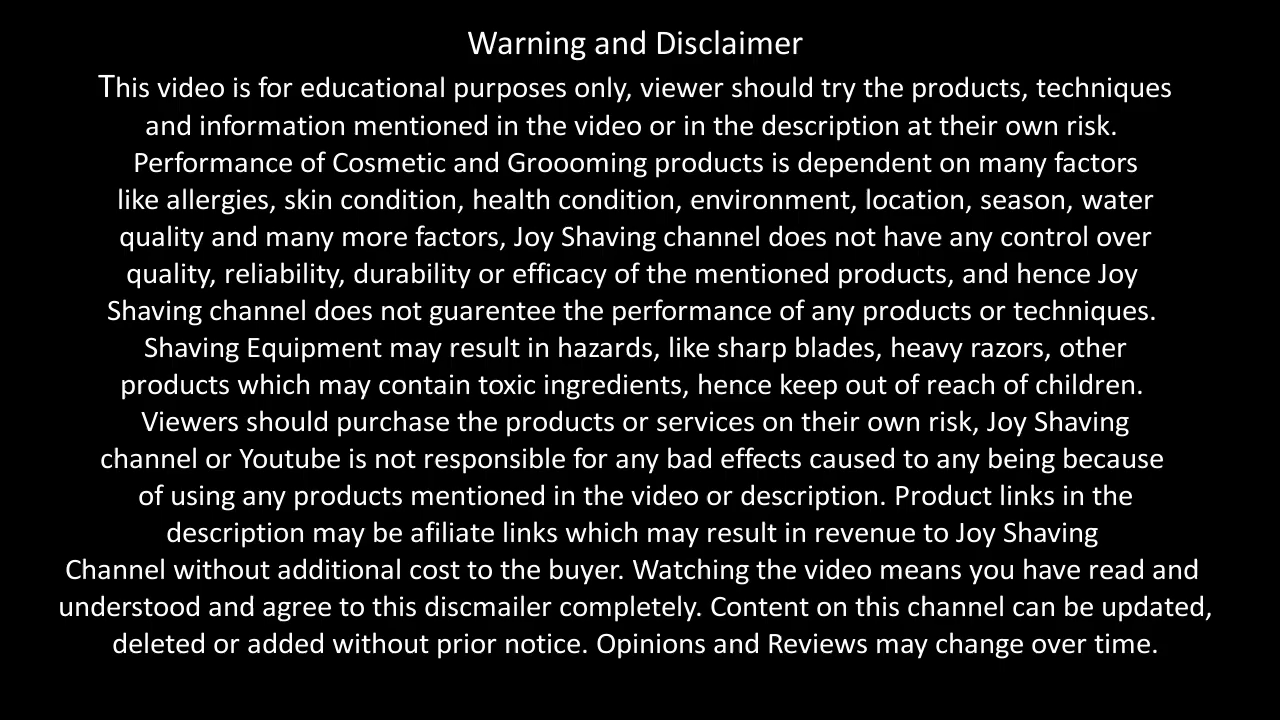 Warning and Disclaimer
This video is for educational purposes only, viewer should try the products, techniques
and information mentioned in the video or in the description at their own risk.
Performance of Cosmetic and Groooming products is dependent on many factors
like allergies, skin condition, health condition, environment, location, season, water
quality and many more factors, Joy Shaving channel does not have any control over
quality, reliability, durability or efficacy of the mentioned products, and hence Joy
Shaving channel does not guarentee the performance of any products or techniques.
Shaving Equipment may result in hazards, like sharp blades, heavy razors, other
products which may contain toxic ingredients, hence keep out of reach of children.
Viewers should purchase the products or services on their own risk, Joy Shaving
channel or Youtube is not responsible for any bad effects caused to any being because
of using any products mentioned in the video or description. Product links in the
description may be afiliate links which may result in revenue to Joy Shaving
Channel without additional cost to the buyer. Watching the video means you have read and
understood and agree to this discmailer completely. Content on this channel can be updated,
deleted or added without prior notice. Opinions and Reviews may change over time.